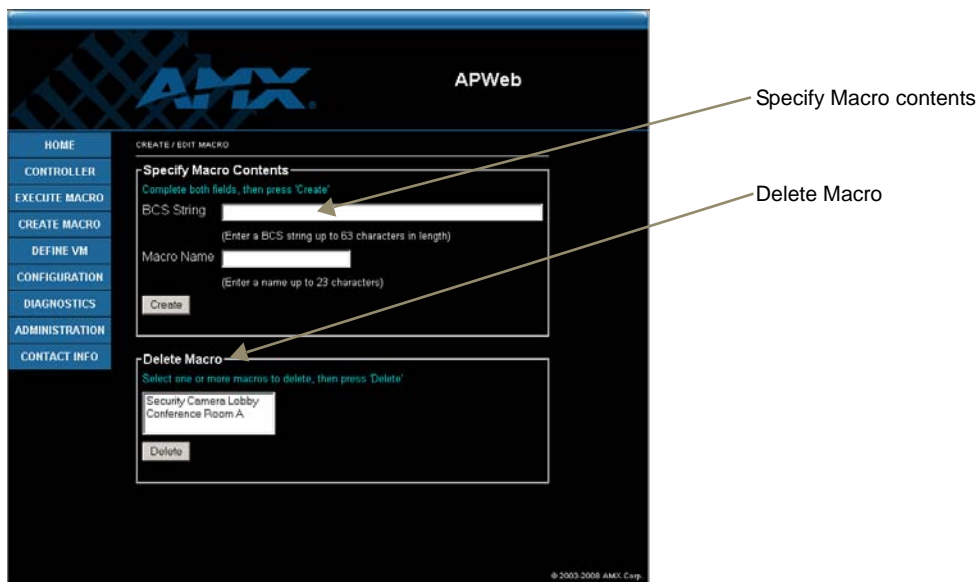 AMX
APWeb
Specify Macro contents
HOME
CREATE / EDIT MACRO
CONTROLLER
Specify Macro Contents
Complete both fields, then press 'Create'
Delete Macro
EXECUTE MACRO
BCS String
CREATE MACRO
(Enter a BCS string up to 63 characters in length)
DEFINE VM
Macro Name
CONFIGURATION
(Enter a name up to 23 characters)
DIAGNOSTICS
Create
ADMINISTRATION
CONTACT INFO
Delete Macro
Select one or more macros to delete, then press 'Delete'
Security Camera Lobby
Conference Room A
Delete
© 2003-2008 AMX Corp.